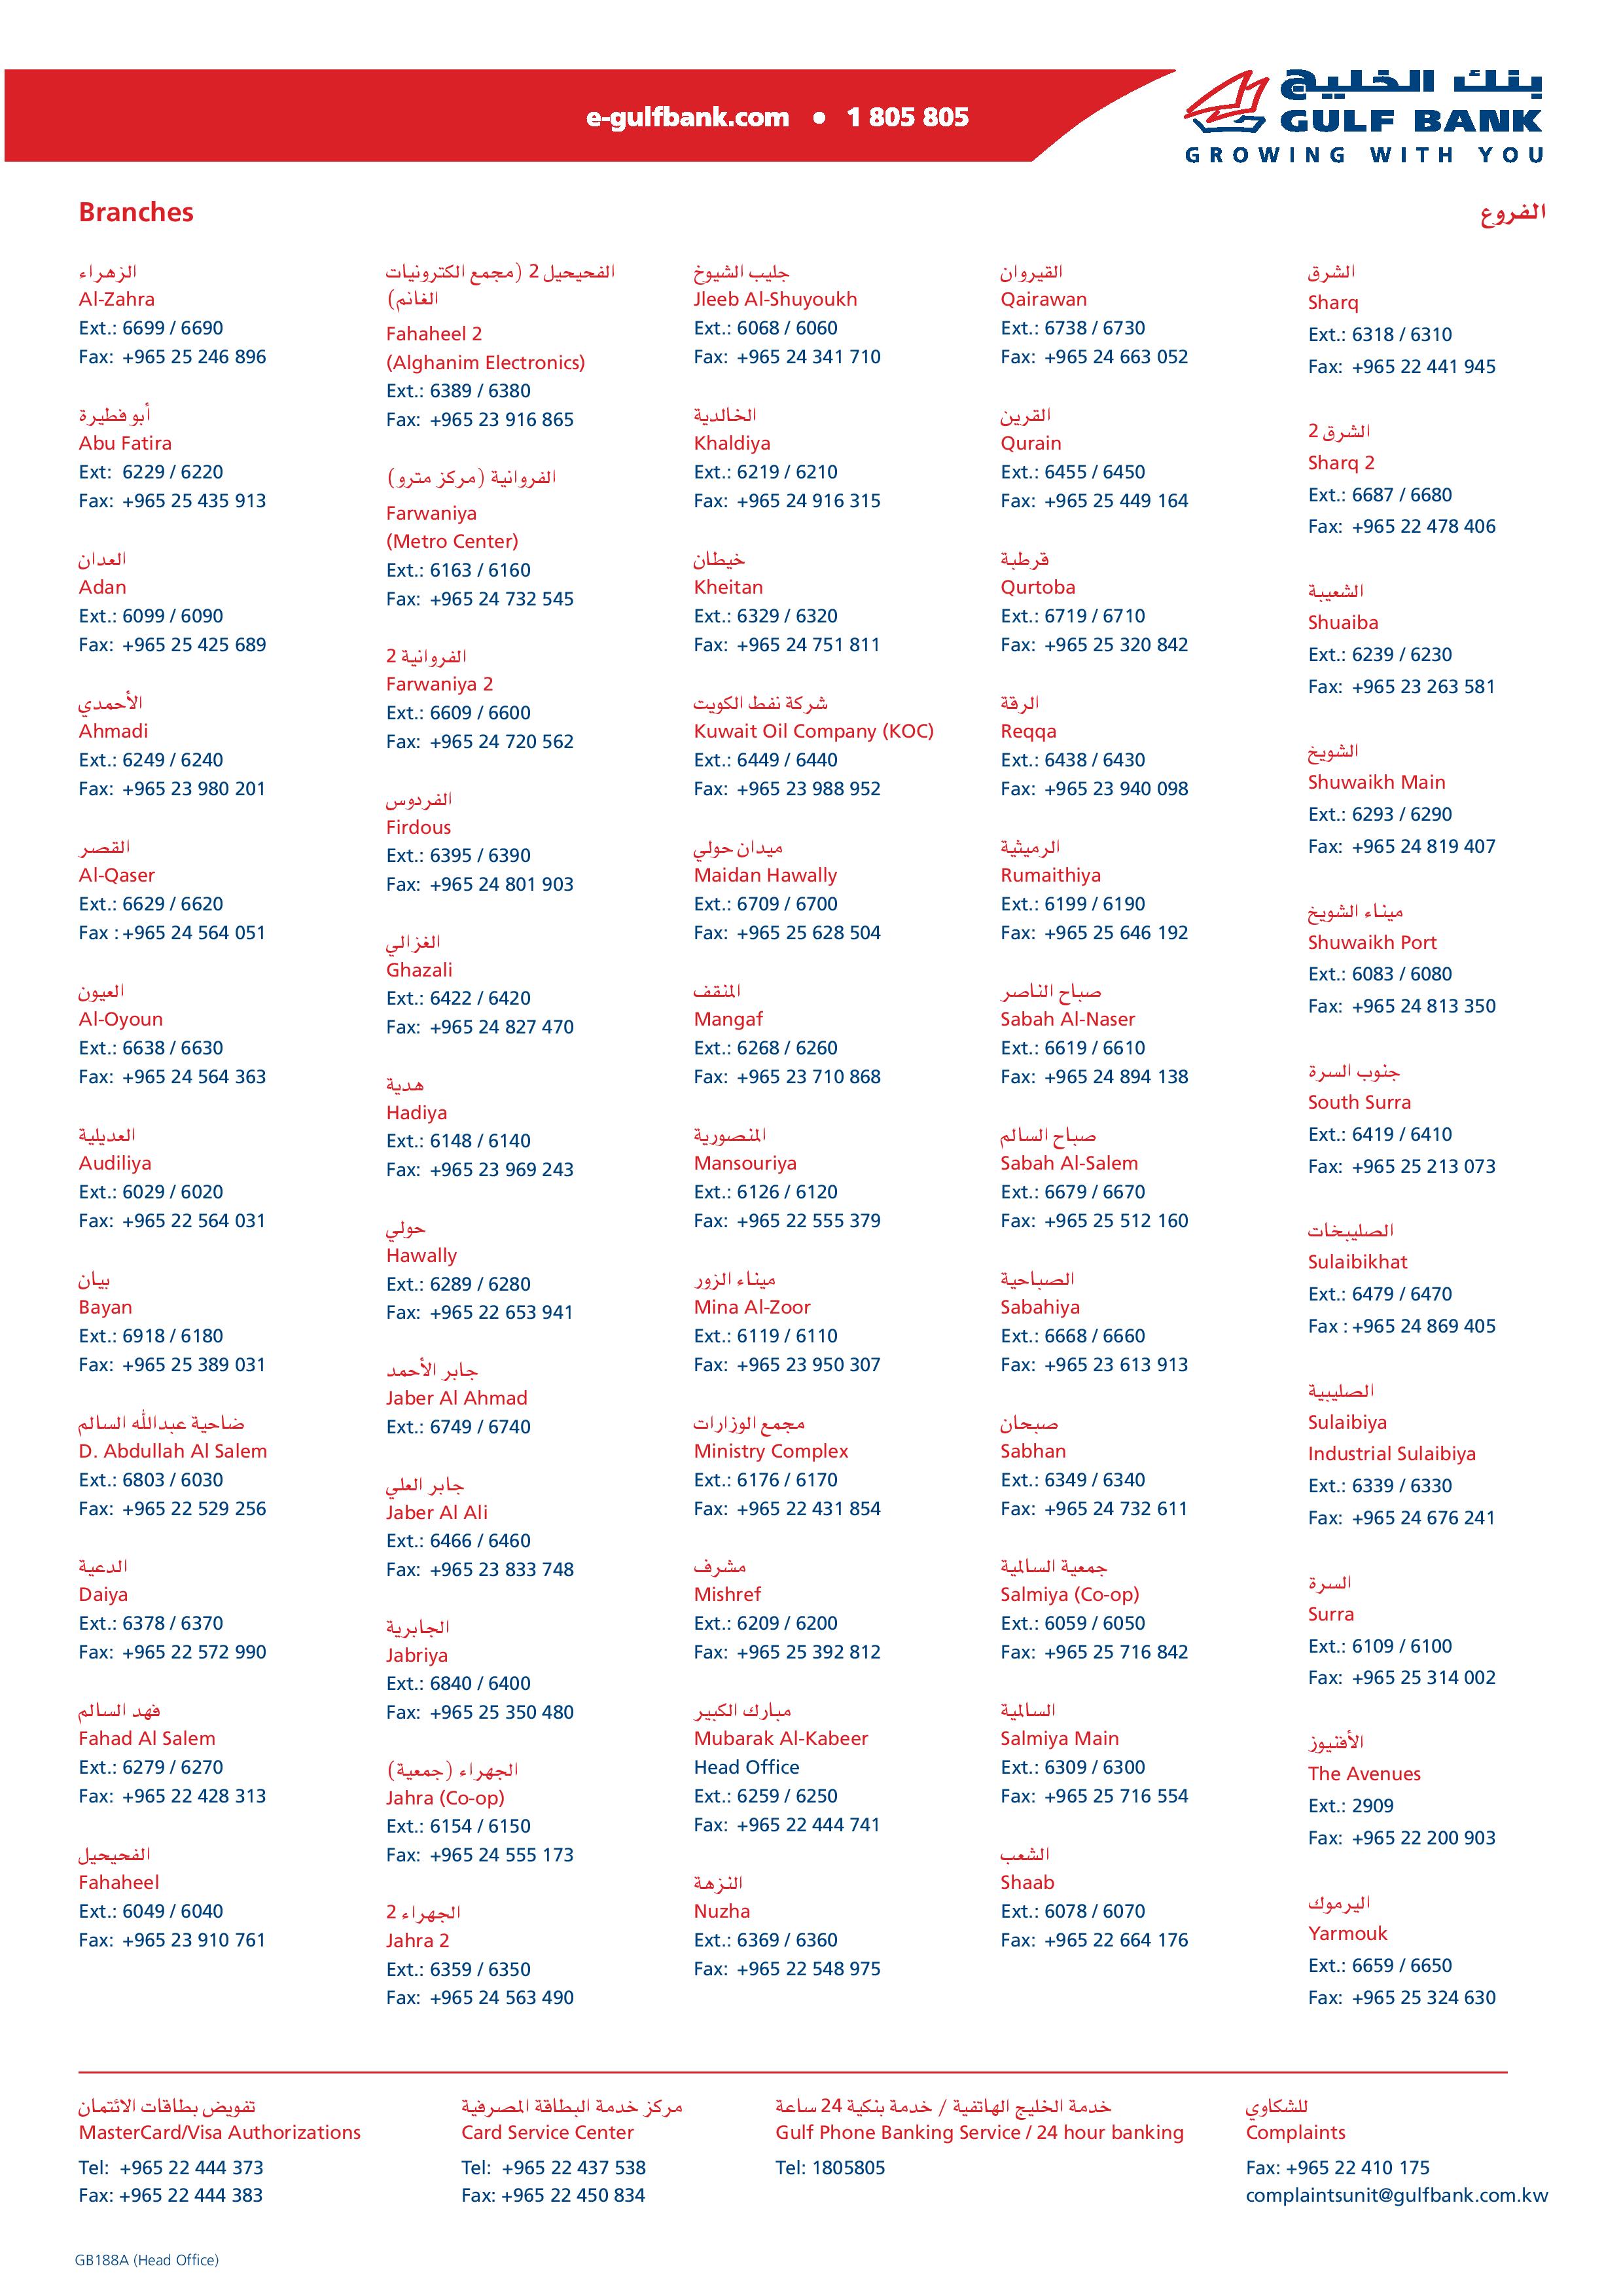 e-gulfbank.com • 1 805 805
بنك الخليج
GULF BANK
GROWING WITH YOU
Branches
الفروع
الزهراء
Al-Zahra
Ext.: 6699 / 6690
Fax: +965 25 246 896
أبو فطيرة
Abu Fatira
Ext: 6229 / 6220
Fax: +965 25 435 913
العدان
Adan
Ext.: 6099 / 6090
Fax: +965 25 425 689
الأحمدي
Ahmadi
Ext.: 6249 / 6240
Fax: +965 23 980 201
القصر
Al-Qaser
Ext.: 6629 / 6620
Fax : +965 24 564 051
العيون
Al-Oyoun
Ext.: 6638 / 6630
Fax: +965 24 564 363
العديلية
Audiliya
Ext.: 6029 / 6020
Fax: +965 22 564 031
بيان
Bayan
Ext.: 6918 / 6180
Fax: +965 25 389 031
ضاحية عبدالله السالم
D. Abdullah Al Salem
Ext.: 6803 / 6030
Fax: +965 22 529 256
الدعية
Daiya
Ext.: 6378 / 6370
Fax: +965 22 572 990
فهد السالم
Fahad Al Salem
Ext.: 6279 / 6270
Fax: +965 22 428 313
الفحيحيل
Fahaheel
Ext.: 6049 / 6040
Fax: +965 23 910 761
الفحيحيل 2 (مجمع الكترونيات
الغانم)
Fahaheel 2
(Alghanim Electronics)
Ext.: 6389 / 6380
Fax: +965 23 916 865
الفروانية (مركز مترو)
Farwaniya
(Metro Center)
Ext.: 6163 / 6160
Fax: +965 24 732 545
الفروانية 2
Farwaniya 2
Ext.: 6609 / 6600
Fax: +965 24 720 562
الفردوس
Firdous
Ext.: 6395 / 6390
Fax: +965 24 801 903
الغزالي
Ghazali
Ext.: 6422 / 6420
Fax: +965 24 827 470
هدية
Hadiya
Ext.: 6148 / 6140
Fax: +965 23 969 243
حولي
Hawally
Ext.: 6289 / 6280
Fax: +965 22 653 941
جابر الأحمد
Jaber Al Ahmad
Ext.: 6749 / 6740
جابر العلي
Jaber Al Ali
Ext.: 6466 / 6460
Fax: +965 23 833 748
الجابرية
Jabriya
Ext.: 6840 / 6400
Fax: +965 25 350 480
الجهراء (جمعية)
Jahra (Co-op)
Ext.: 6154 / 6150
Fax: +965 24 555 173
الجهراء 2
Jahra 2
Ext.: 6359 / 6350
Fax: +965 24 563 490
جليب الشيوخ
Jleeb Al-Shuyoukh
Ext.: 6068 / 6060
Fax: +965 24 341 710
الخالدية
Khaldiya
Ext.: 6219 / 6210
Fax: +965 24 916 315
خيطان
Kheitan
Ext.: 6329 / 6320
Fax: +965 24 751 811
شركة نفط الكويت
Kuwait Oil Company (KOC)
Ext.: 6449 / 6440
Fax: +965 23 988 952
ميدان حولي
Maidan Hawally
Ext.: 6709 / 6700
Fax: +965 25 628 504
المنقف
Mangaf
Ext.: 6268 / 6260
Fax: +965 23 710 868
المنصورية
Mansouriya
Ext.: 6126 / 6120
Fax: +965 22 555 379
ميناء الزور
Mina Al-Zoor
Ext.: 6119 / 6110
Fax: +965 23 950 307
مجمع الوزارات
Ministry Complex
Ext.: 6176 / 6170
Fax: +965 22 431 854
مشرف
Mishref
Ext.: 6209 / 6200
Fax: +965 25 392 812
مبارك الكبير
Mubarak Al-Kabeer
Head Office
Ext.: 6259 / 6250
Fax: +965 22 444 741
النزهة
Nuzha
Ext.: 6369 / 6360
Fax: +965 22 548 975
القيروان
Qairawan
Ext.: 6738 / 6730
Fax: +965 24 663 052
القرين
Qurain
Ext.: 6455 / 6450
Fax: +965 25 449 164
قرطبة
Qurtoba
Ext.: 6719 / 6710
Fax: +965 25 320 842
الرقة
Reqqa
Ext.: 6438 / 6430
Fax: +965 23 940 098
الرميثية
Rumaithiya
Ext.: 6199 / 6190
Fax: +965 25 646 192
صباح الناصر
Sabah Al-Naser
Ext.: 6619 / 6610
Fax: +965 24 894 138
صباح السالم
Sabah Al-Salem
Ext.: 6679 / 6670
Fax: +965 25 512 160
الصباحية
Sabahiya
Ext.: 6668 / 6660
Fax: +965 23 613 913
صبحان
Sabhan
Ext.: 6349 / 6340
Fax: +965 24 732 611
جمعية السالمية
Salmiya (Co-op)
Ext.: 6059 / 6050
Fax: +965 25 716 842
السالمية
Salmiya Main
Ext.: 6309 / 6300
Fax: +965 25 716 554
الشعب
Shaab
Ext.: 6078 / 6070
Fax: +965 22 664 176
الشرق
Sharq
Ext.: 6318 / 6310
Fax: +965 22 441 945
الشرق 2
Sharq 2
Ext.: 6687 / 6680
Fax: +965 22 478 406
الشعيبة
Shuaiba
Ext.: 6239 / 6230
Fax: +965 23 263 581
الشويخ
Shuwaikh Main
Ext.: 6293 / 6290
Fax: +965 24 819 407
ميناء الشويخ
Shuwaikh Port
Ext.: 6083 / 6080
Fax: +965 24 813 350
جنوب السرة
South Surra
Ext.: 6419 / 6410
Fax: +965 25 213 073
الصليبخات
Sulaibikhat
Ext.: 6479 / 6470
Fax : +965 24 869 405
الصليبية
Sulaibiya
Industrial Sulaibiya
Ext.: 6339 / 6330
Fax: +965 24 676 241
السرة
Surra
Ext.: 6109 / 6100
Fax: +965 25 314 002
الأفنيوز
The Avenues
Ext.: 2909
Fax: +965 22 200 903
اليرموك
Yarmouk
Ext.: 6659 / 6650
Fax: +965 25 324 630
تفويض بطاقات الائتمان
MasterCard/Visa Authorizations
Tel: +965 22 444 373
Fax: +965 22 444 383
مركز خدمة البطاقة المصرفية
Card Service Center
Tel: +965 22 437 538
Fax: +965 22 450 834
خدمة الخليج الهاتفية / خدمة بنكية 24 ساعة
Gulf Phone Banking Service / 24 hour banking
Tel: 1805805
للشكاوي
Complaints
Fax: +965 22 410 175
complaintsunit@gulfbank.com.kw
GB188A (Head Office)